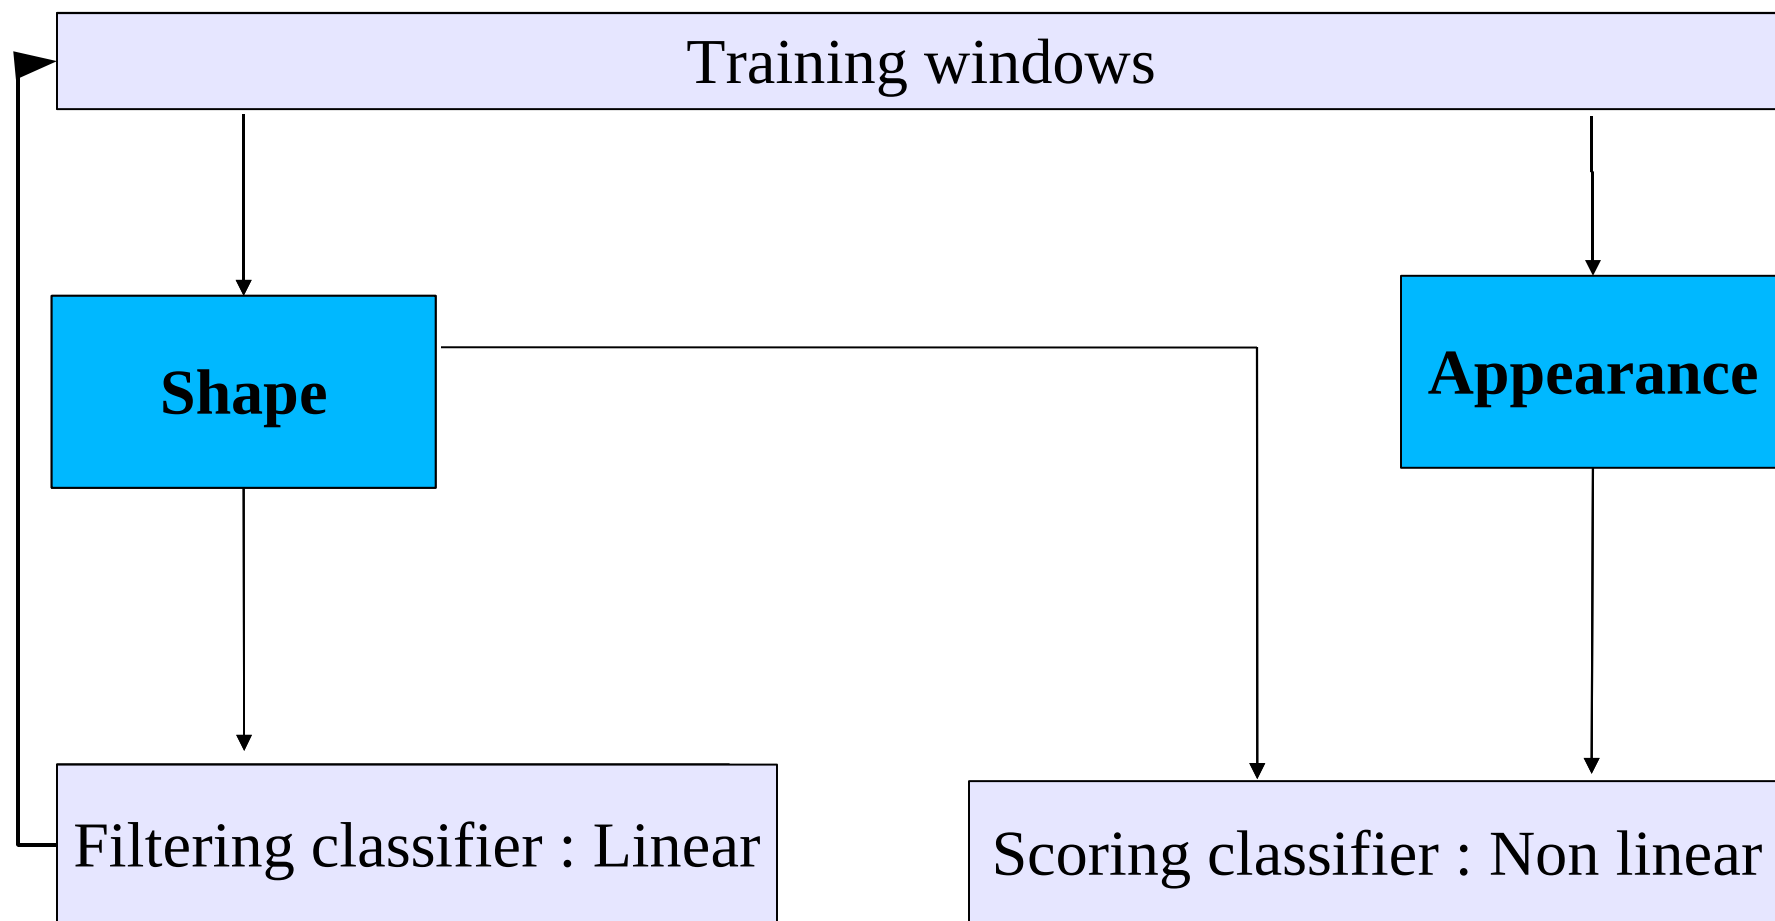 Training windows
Shape
Appearance
Filtering classifier : Linear
Scoring classifier : Non linear